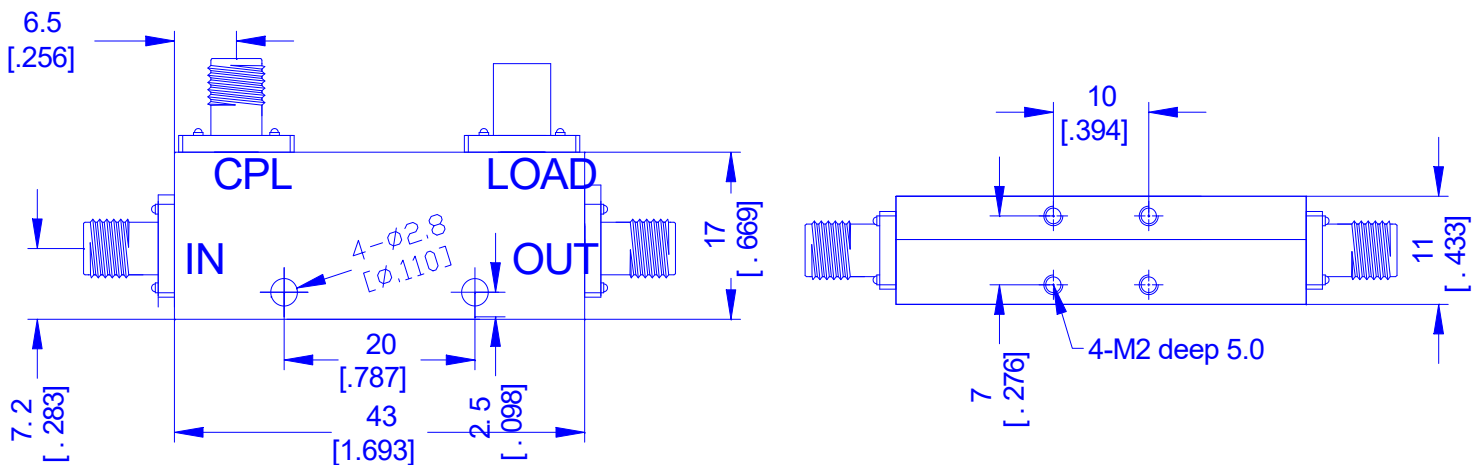 6.5
[.256]
CPL
LOAD
IN
OUT
4-Ø2.8
[Ø.110]
17
[.669]
20
[.787]
43
[1.693]
2.5
[.098]
7.2
[.283]
10
[.394]
11
[.433]
7
[.276]
4-M2 deep 5.0